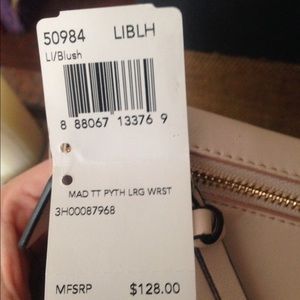 50984 LIBLH
LI/Blush
8 88067 13376 9
MAD TT PYTH LRG WRST
3H00087968
MFSRP $128.00